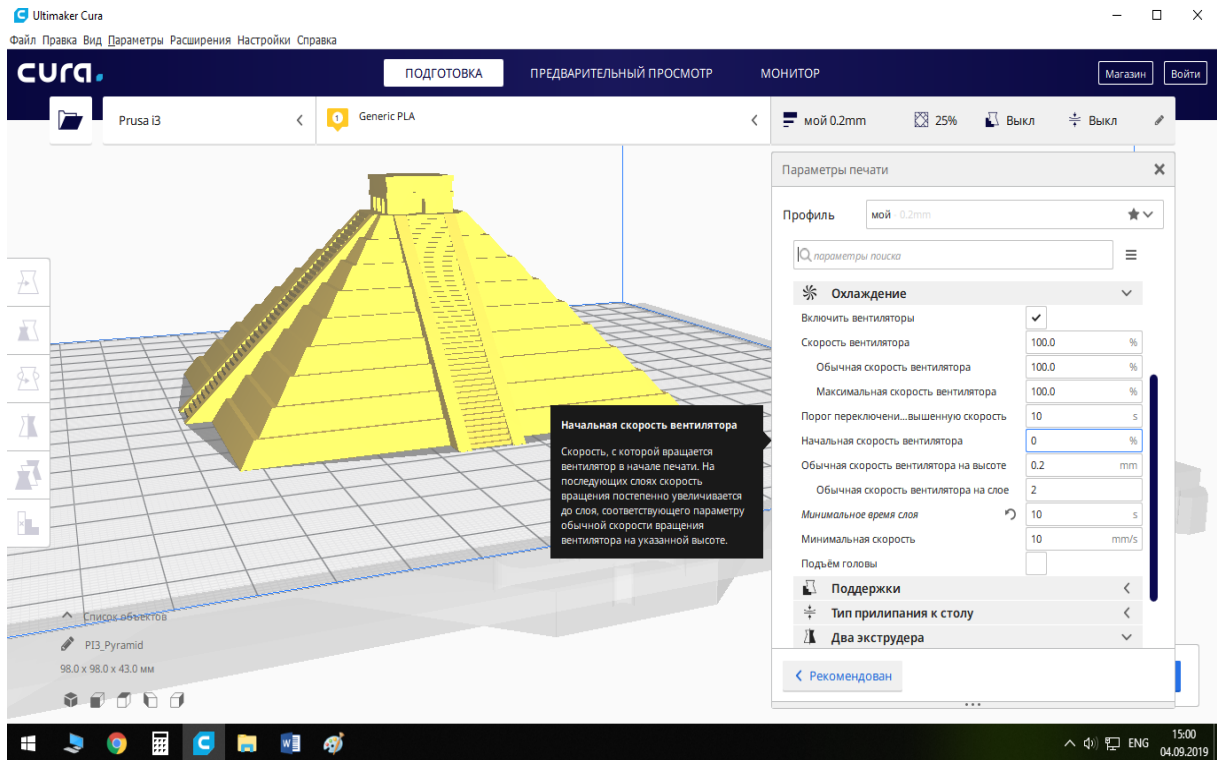 Ultimaker Cura
Файл Правка Вид Параметры Расширения Настройки Справка
cura.
ПОДГОТОВКА
ПРЕДВАРИТЕЛЬНЫЙ ПРОСМОТР
МОНИТОР
Магазин
Войти
Prusa i3
1
Generic PLA
мой 0.2mm
25%
Выкл
Выкл
Параметры печати
Профиль
мой - 0.2mm
параметры поиска
Охлаждение
Включить вентиляторы
Скорость вентилятора 100.0 %
Обычная скорость вентилятора 100.0 %
Максимальная скорость вентилятора 100.0 %
Порог переключени...вышенную скорость 10 s
Начальная скорость вентилятора 0 %
Обычная скорость вентилятора на высоте 0.2 mm
Обычная скорость вентилятора на слое 2
Минимальное время слоя 10 s
Минимальная скорость 10 mm/s
Подъём головы
Поддержки
Тип прилипания к столу
Два экструдера
Рекомендован
Начальная скорость вентилятора
Скорость, с которой вращается
вентилятор в начале печати. На
последующих слоях скорость
вращения постепенно увеличивается
до слоя, соответствующего параметру
обычной скорости вращения
вентилятора на указанной высоте.
Список объектов
PI3_Pyramid
98.0 x 98.0 x 43.0 мм
ENG
15:00
04.09.2019